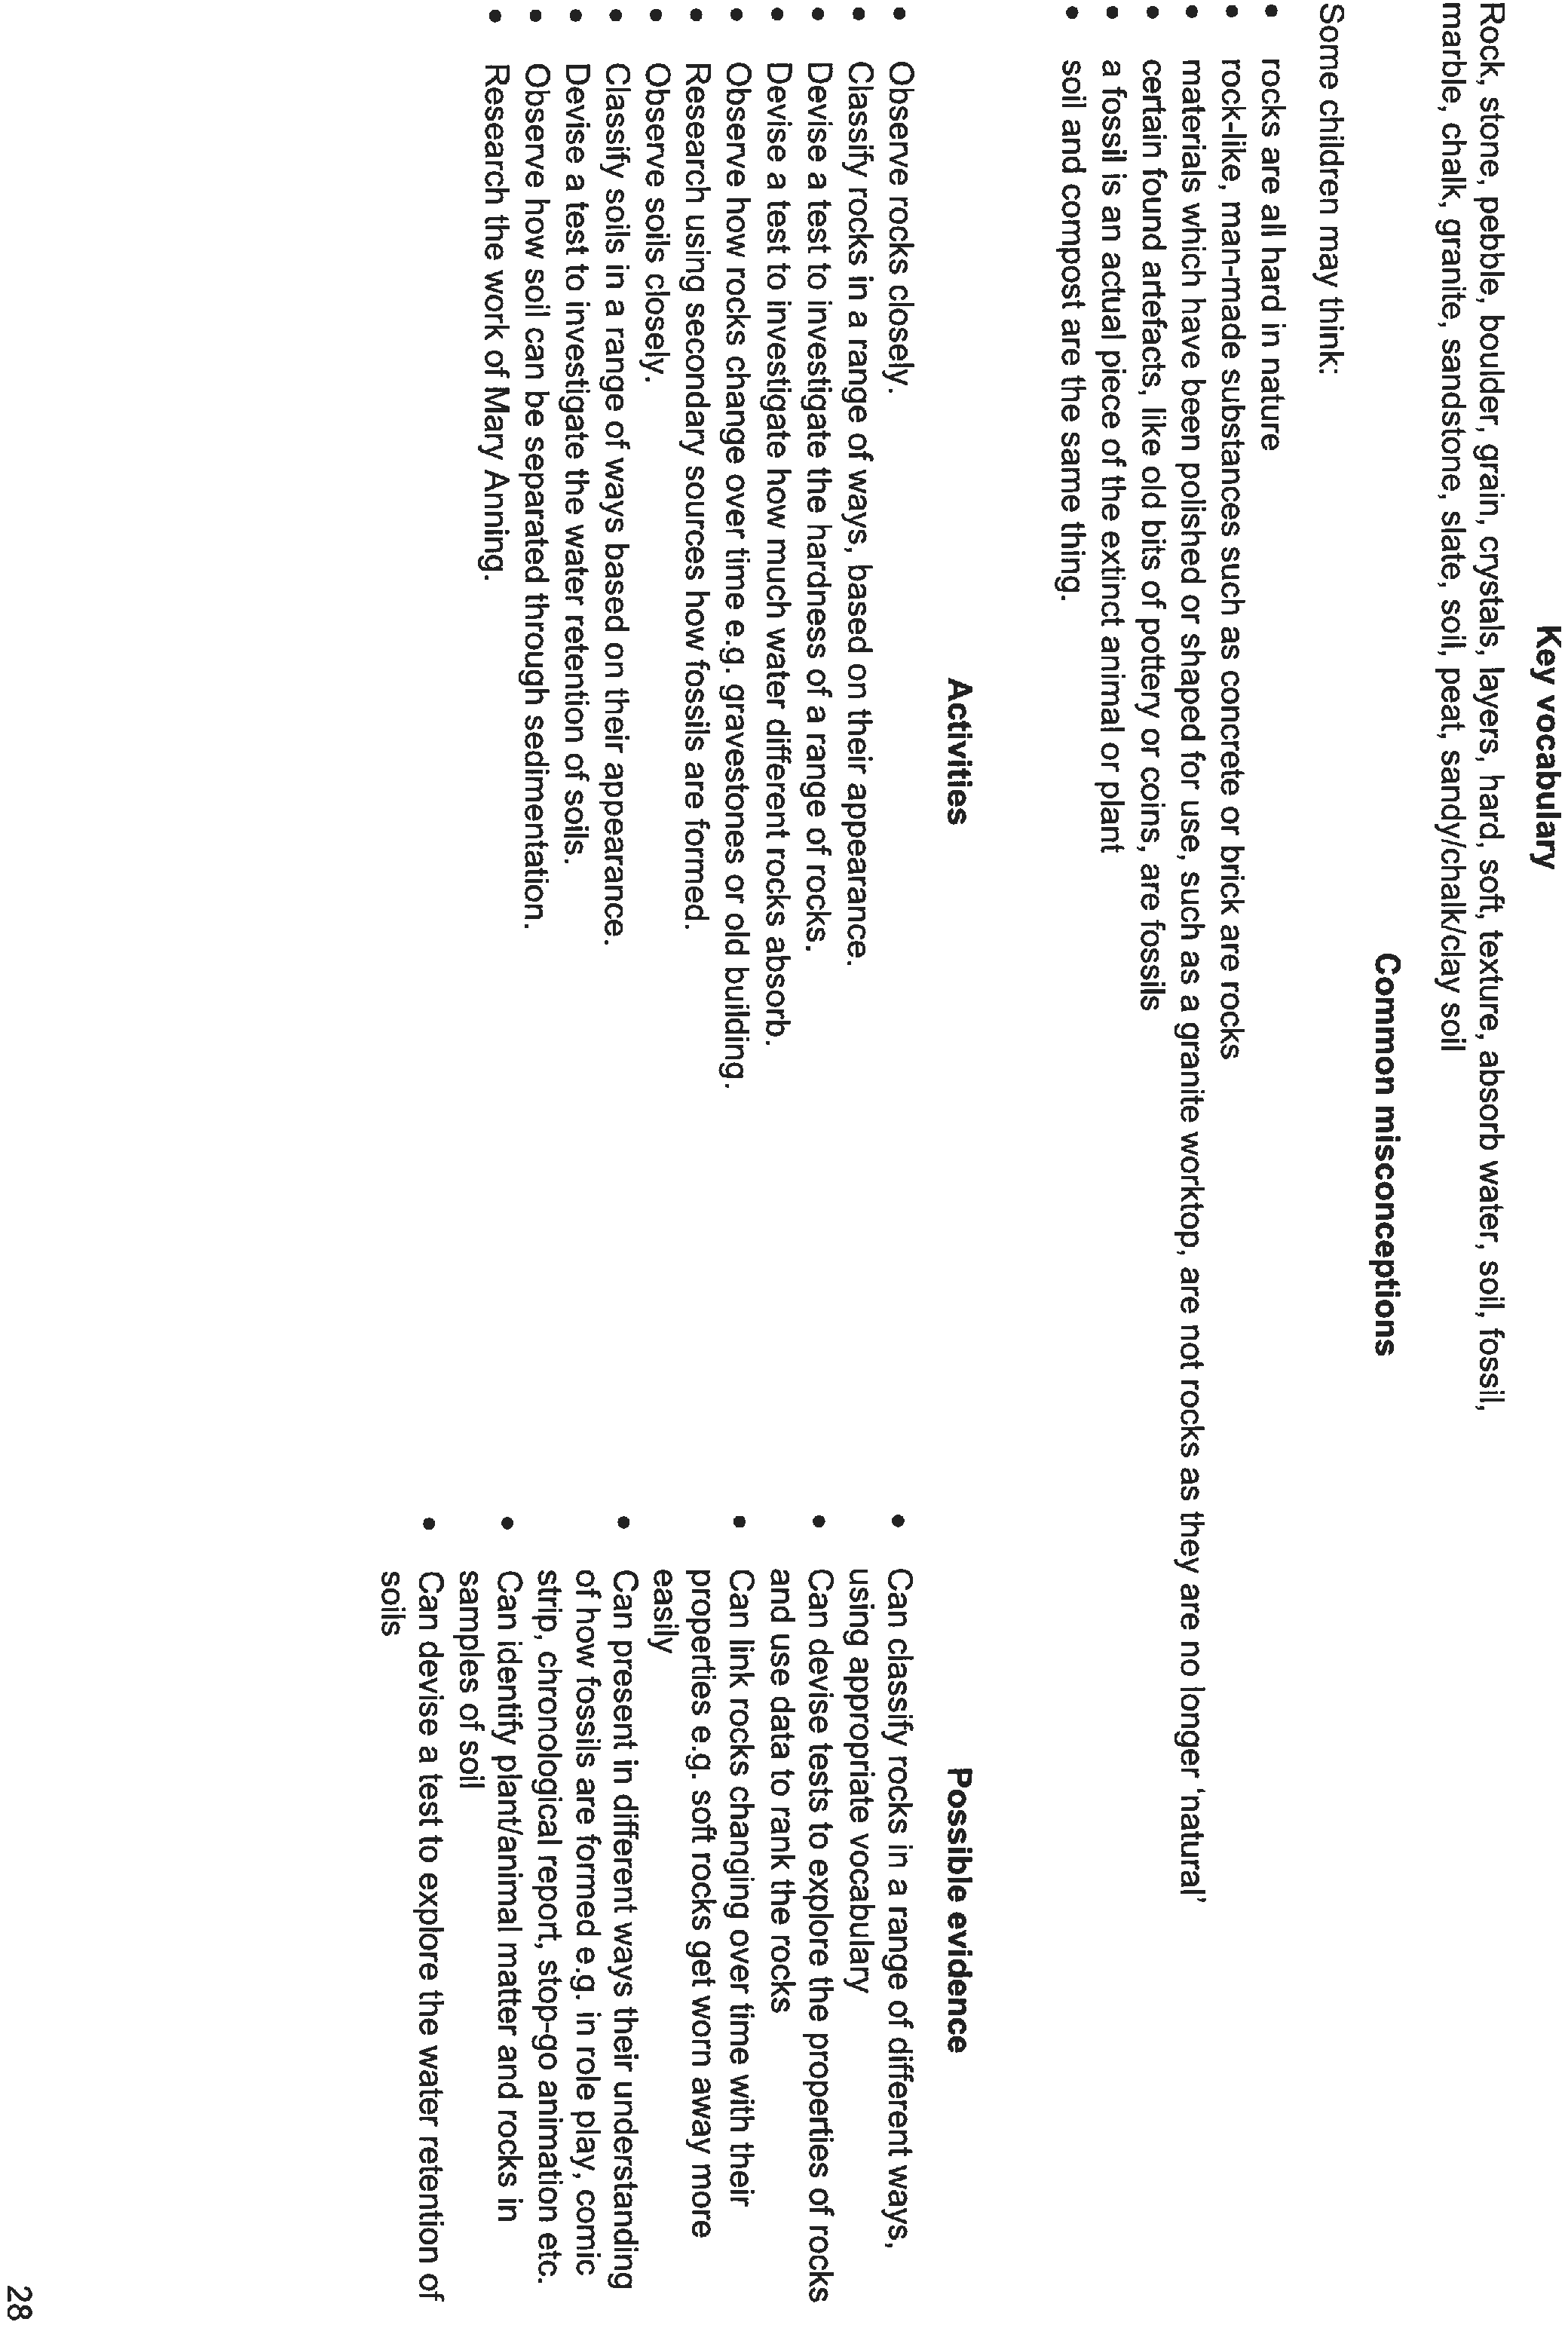 Key vocabulary
Rock, stone, pebble, boulder, grain, crystals, layers, hard, soft, texture, absorb water, soil, fossil,
marble, chalk, granite, sandstone, slate, soil, peat, sandy/chalk/clay soil
Common misconceptions
Some children may think:
• rocks are all hard in nature
• rock-like, man-made substances such as concrete or brick are rocks
• materials which have been polished or shaped for use, such as a granite worktop, are not rocks as they are no longer ‘natural’
• certain found artefacts, like old bits of pottery or coins, are fossils
• a fossil is an actual piece of the extinct animal or plant
• soil and compost are the same thing.
Activities
• Observe rocks closely.
• Classify rocks in a range of ways, based on their appearance.
• Devise a test to investigate the hardness of a range of rocks.
• Devise a test to investigate how much water different rocks absorb.
• Observe how rocks change over time e.g. gravestones or old building.
• Research using secondary sources how fossils are formed.
• Observe soils closely.
• Classify soils in a range of ways based on their appearance.
• Devise a test to investigate the water retention of soils.
• Observe how soil can be separated through sedimentation.
• Research the work of Mary Anning.
Possible evidence
• Can classify rocks in a range of different ways,
using appropriate vocabulary
• Can devise tests to explore the properties of rocks
and use data to rank the rocks
• Can link rocks changing over time with their
properties e.g. soft rocks get worn away more
easily
• Can present in different ways their understanding
of how fossils are formed e.g. in role play, comic
strip, chronological report, stop-go animation etc.
• Can identify plant/animal matter and rocks in
samples of soil
• Can devise a test to explore the water retention of
soils
28